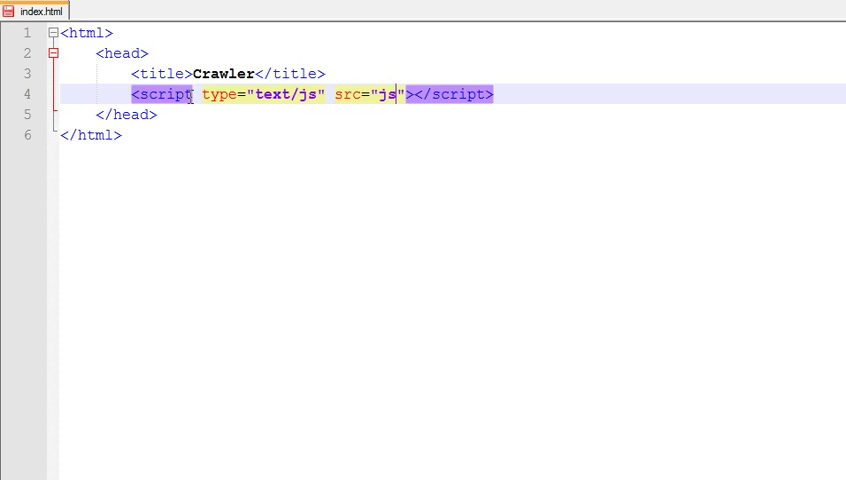 index.html
1 <html>
2 <head>
3 <title>Crawler</title>
4 <script type="text/js" src="js"></script>
5 </head>
6 </html>